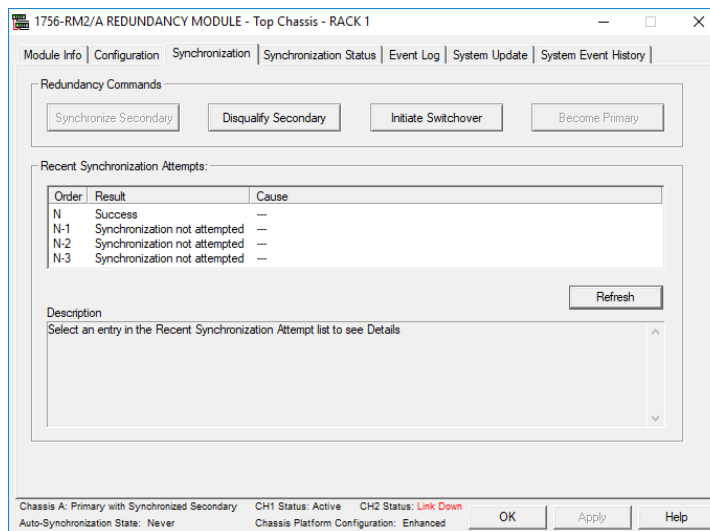 1756-RM2/A REDUNDANCY MODULE - Top Chassis - RACK 1
Module Info Configuration Synchronization Synchronization Status Event Log System Update System Event History
Redundancy Commands
Synchronize Secondary Disqualify Secondary Initiate Switchover Become Primary
Recent Synchronization Attempts:
Order Result Cause
N Success ---
N-1 Synchronization not attempted ---
N-2 Synchronization not attempted ---
N-3 Synchronization not attempted ---
Refresh
Description
Select an entry in the Recent Synchronization Attempt list to see Details
Chassis A: Primary with Synchronized Secondary CH1 Status: Active CH2 Status: Link Down
Auto-Synchronization State: Never Chassis Platform Configuration: Enhanced OK Apply Help